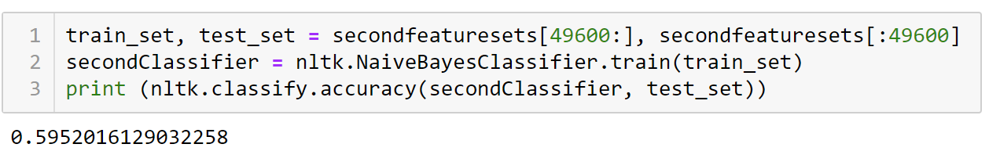 1 train_set, test_set = secondfeaturesets[49600:], secondfeaturesets[:49600]
2 secondClassifier = nltk.NaiveBayesClassifier.train(train_set)
3 print (nltk.classify.accuracy(secondClassifier, test_set))
0.5952016129032258